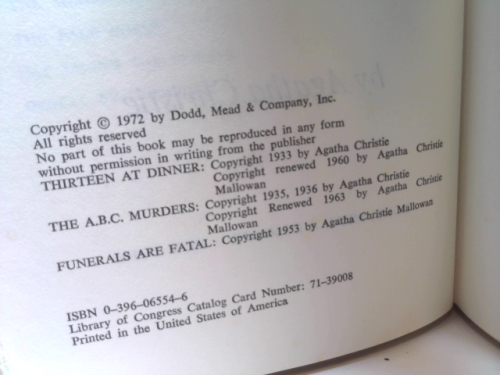 by Agatha Christie
Copyright © 1972 by Dodd, Mead & Company, Inc.
All rights reserved
No part of this book may be reproduced in any form
without permission in writing from the publisher
THIRTEEN AT DINNER: Copyright 1933 by Agatha Christie
Copyright renewed 1960 by Agatha Christie
Mallowan
THE A.B.C. MURDERS: Copyright 1935, 1936 by Agatha Christie
Copyright Renewed 1963 by Agatha Christie
Mallowan
FUNERALS ARE FATAL: Copyright 1953 by Agatha Christie Mallowan
ISBN 0-396-06554-6
Library of Congress Catalog Card Number: 71-39008
Printed in the United States of America